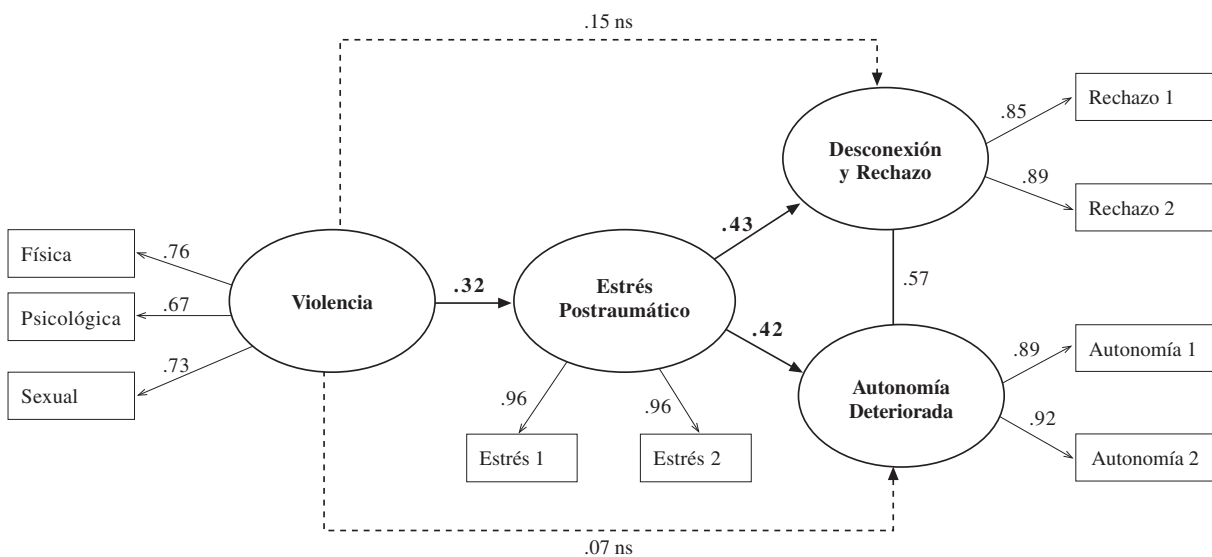 .15 ns
Rechazo 1
.85
Desconexión
y Rechazo
.89
Rechazo 2
.43
Física
.76
Psicológica
.67
Violencia
.32
Estrés
Postraumático
.57
.73
Sexual
.42
.89
Autonomía 1
Autonomía
Deteriorada
.96
.96
.92
Estrés 1
Estrés 2
Autonomía 2
.07 ns